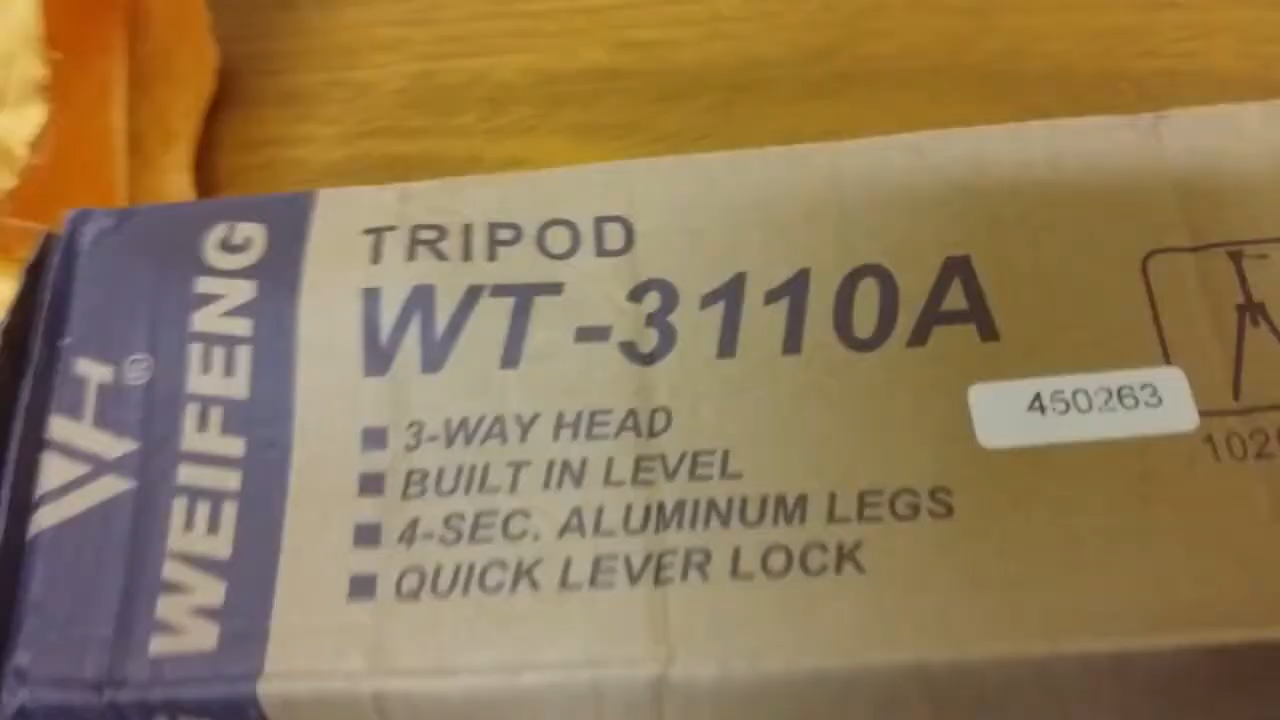 WEIFENG
TRIPOD
WT-3110A
3-WAY HEAD
BUILT IN LEVEL
4-SEC. ALUMINUM LEGS
QUICK LEVER LOCK
450263